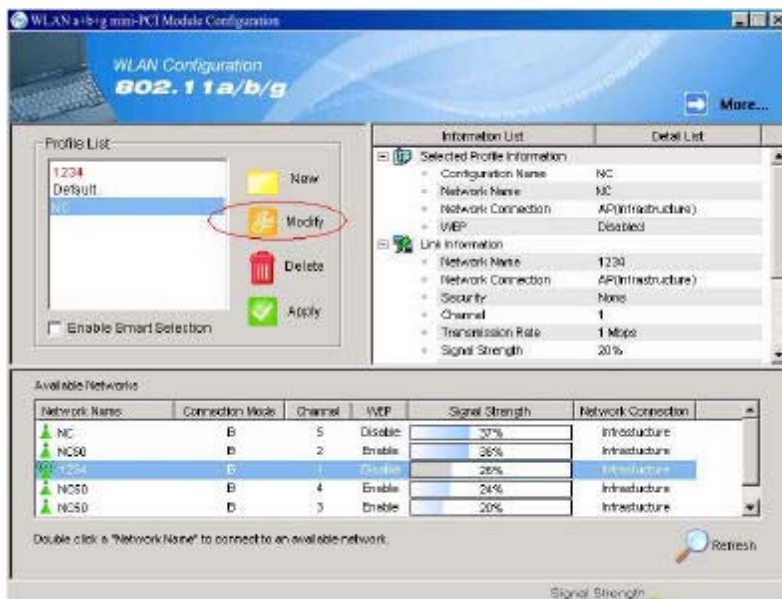 WLAN a+b+g mini-PCI Module Configuration
WLAN Configuration
802.11a/b/g
More...
Profile List
1234
Default
NC
New
Modify
Delete
Apply
Enable Smart Selection
Information List Detail List
Selected Profile Information
Configuration Name NC
Network Name NC
Network Connection AP(Infrastructure)
WEP Disabled
Link Information
Network Name 1234
Network Connection AP(Infrastructure)
Security None
Channel 1
Transmission Rate 1 Mbps
Signal Strength 20%
Available Networks
Network Name Connection Mode Channel WEP Signal Strength Network Connection
NC B 5 Disable 37% Infrastucture
NC50 B 2 Enable 36% Infrastucture
1234 B 1 Disable 26% Infrastucture
NC50 B 4 Enable 24% Infrastucture
NC50 B 3 Enable 20% Infrastucture
Double click a "Network Name" to connect to an available network.
Refresh
Signal Strength